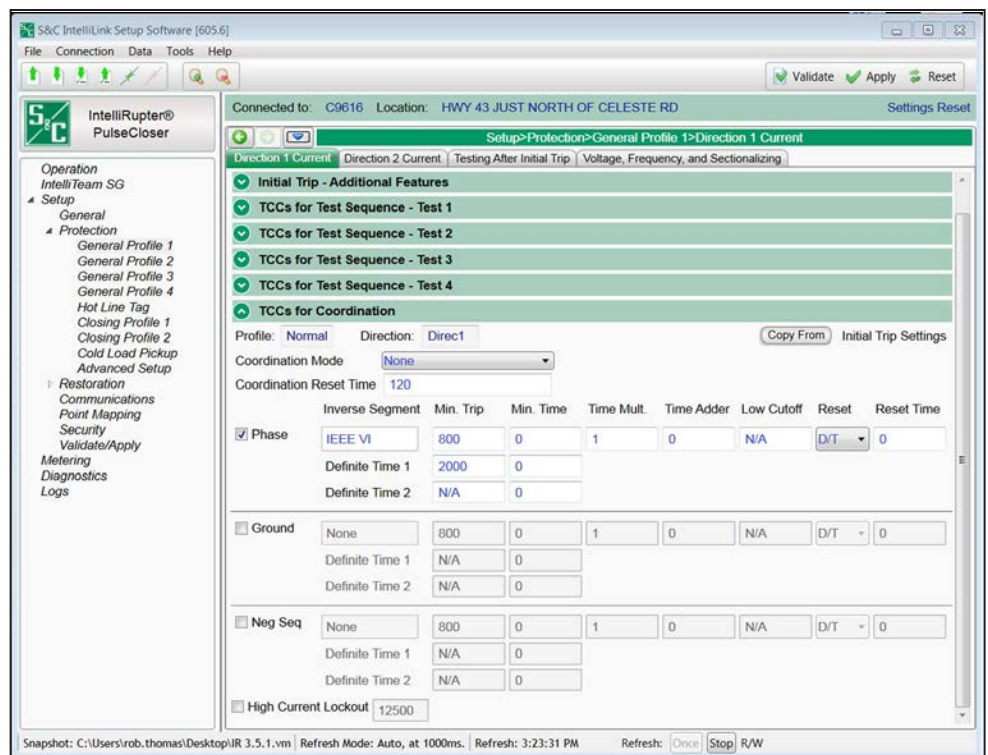 S&C IntelliLink Setup Software [605.6]
File Connection Data Tools Help
Validate Apply Reset
S&C IntelliRupter® PulseCloser
Connected to: C9616 Location: HWY 43 JUST NORTH OF CELESTE RD Settings Reset
Setup>Protection>General Profile 1>Direction 1 Current
Direction 1 Current Direction 2 Current Testing After Initial Trip Voltage, Frequency, and Sectionalizing
Operation
IntelliTeam SG
Setup
General
Protection
General Profile 1
General Profile 2
General Profile 3
General Profile 4
Hot Line Tag
Closing Profile 1
Closing Profile 2
Cold Load Pickup
Advanced Setup
Restoration
Communications
Point Mapping
Security
Validate/Apply
Metering
Diagnostics
Logs
Initial Trip - Additional Features
TCCs for Test Sequence - Test 1
TCCs for Test Sequence - Test 2
TCCs for Test Sequence - Test 3
TCCs for Test Sequence - Test 4
TCCs for Coordination
Profile: Normal Direction: Direc1 Copy From Initial Trip Settings
Coordination Mode None
Coordination Reset Time 120
Inverse Segment Min. Trip Min. Time Time Mult. Time Adder Low Cutoff Reset Reset Time
Phase IEEE VI 800 0 1 0 N/A D/T 0
Definite Time 1 2000 0
Definite Time 2 N/A 0
Ground None 800 0 1 0 N/A D/T 0
Definite Time 1 N/A 0
Definite Time 2 N/A 0
Neg Seq None 800 0 1 0 N/A D/T 0
Definite Time 1 N/A 0
Definite Time 2 N/A 0
High Current Lockout 12500
Snapshot: C:\Users\rob.thomas\Desktop\IR 3.5.1.vm Refresh Mode: Auto, at 1000ms. Refresh: 3:23:31 PM Refresh: Once Stop R/W